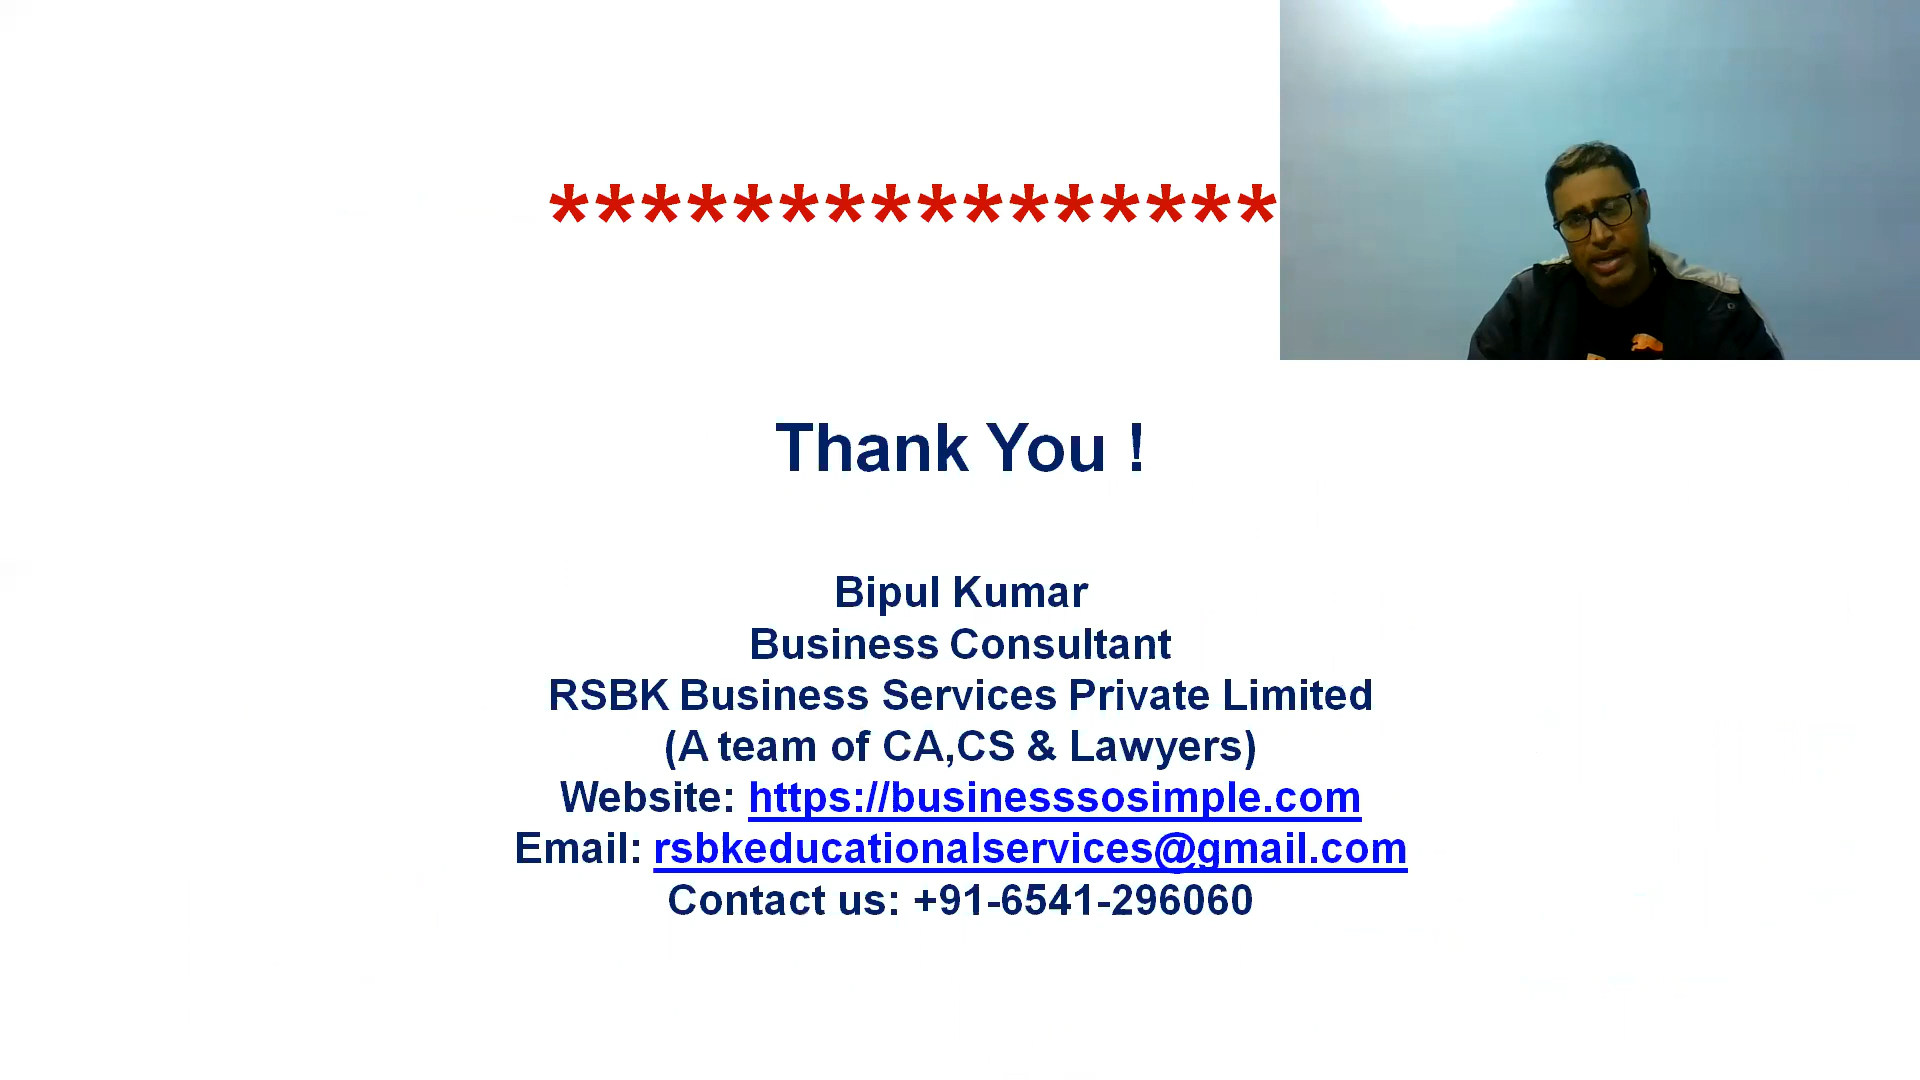 ****************
Thank You !
Bipul Kumar
Business Consultant
RSBK Business Services Private Limited
(A team of CA,CS & Lawyers)
Website: https://businesssosimple.com
Email: rsbkeducationalservices@gmail.com
Contact us: +91-6541-296060